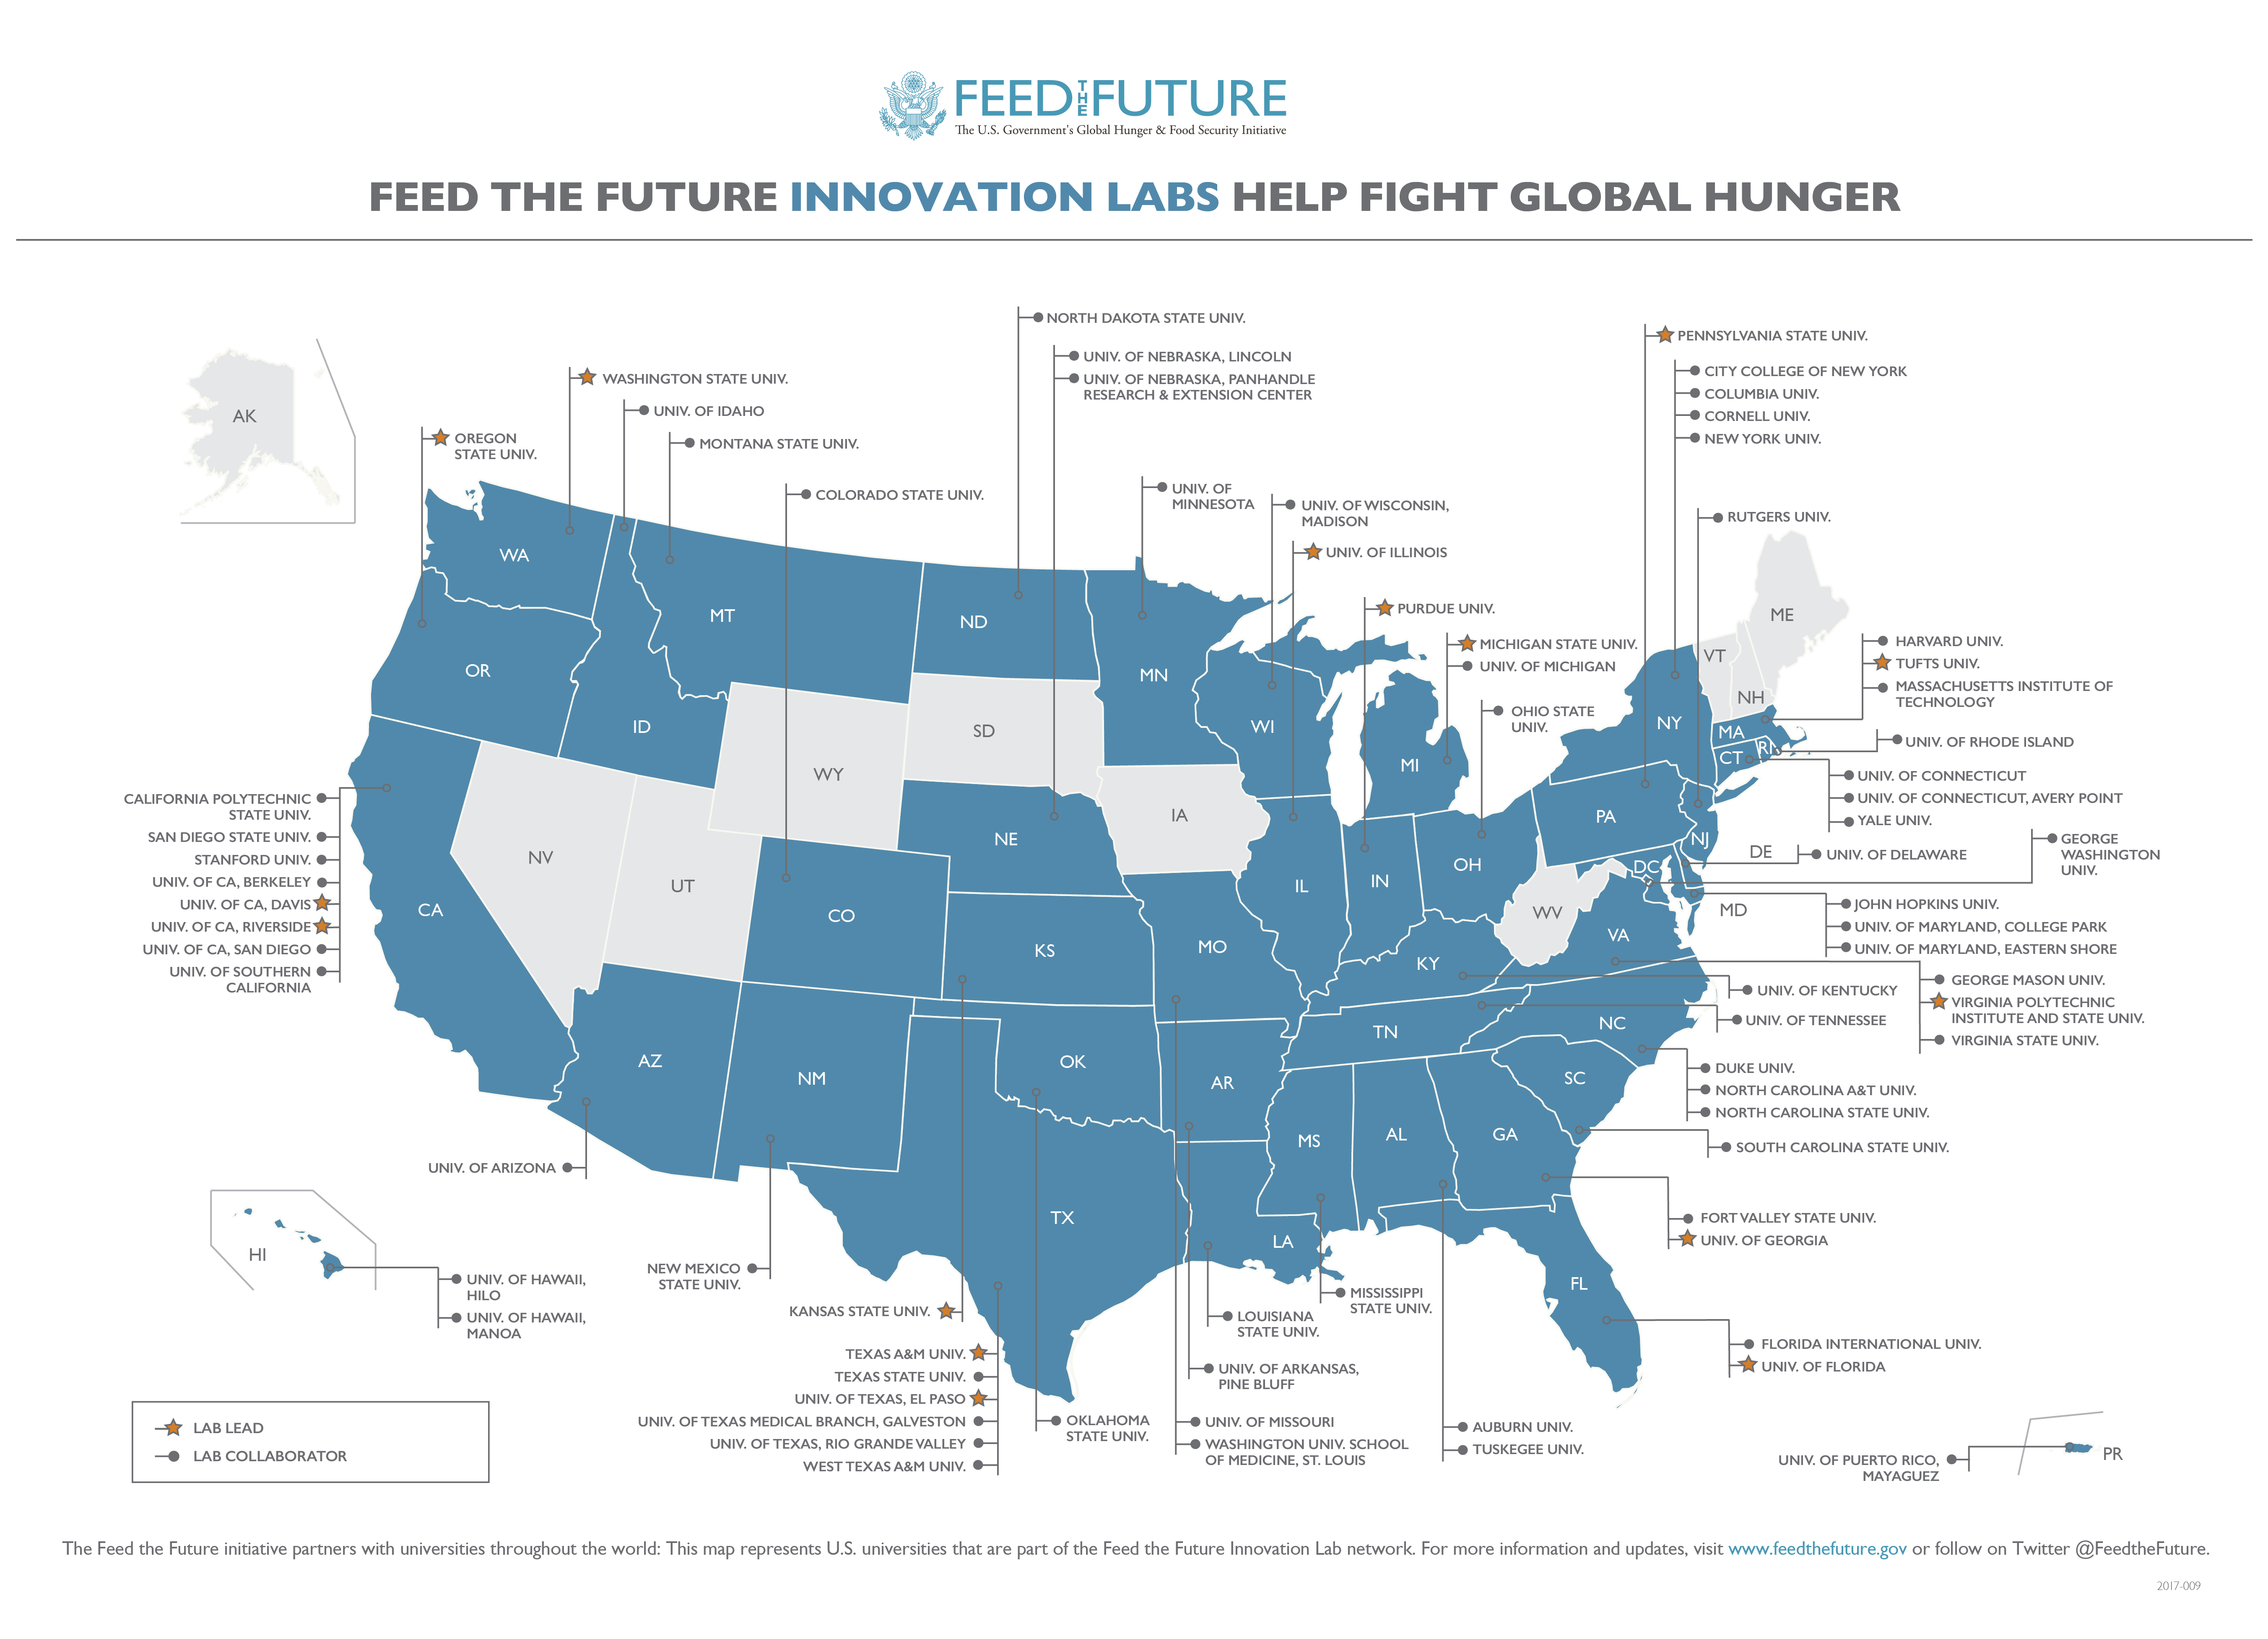 FEED THE FUTURE
The U.S. Government's Global Hunger & Food Security Initiative
FEED THE FUTURE INNOVATION LABS HELP FIGHT GLOBAL HUNGER
NORTH DAKOTA STATE UNIV.
UNIV. OF NEBRASKA, LINCOLN
UNIV. OF NEBRASKA, PANHANDLE
RESEARCH & EXTENSION CENTER
PENNSYLVANIA STATE UNIV.
CITY COLLEGE OF NEW YORK
COLUMBIA UNIV.
CORNELL UNIV.
NEW YORK UNIV.
WASHINGTON STATE UNIV.
UNIV. OF IDAHO
MONTANA STATE UNIV.
OREGON
STATE UNIV.
COLORADO STATE UNIV.
UNIV. OF
MINNESOTA
UNIV. OF WISCONSIN,
MADISON
UNIV. OF ILLINOIS
RUTGERS UNIV.
PURDUE UNIV.
MICHIGAN STATE UNIV.
UNIV. OF MICHIGAN
OHIO STATE
UNIV.
HARVARD UNIV.
TUFTS UNIV.
MASSACHUSETTS INSTITUTE OF
TECHNOLOGY
UNIV. OF RHODE ISLAND
UNIV. OF CONNECTICUT
UNIV. OF CONNECTICUT, AVERY POINT
YALE UNIV.
GEORGE
WASHINGTON
UNIV.
UNIV. OF DELAWARE
JOHN HOPKINS UNIV.
UNIV. OF MARYLAND, COLLEGE PARK
UNIV. OF MARYLAND, EASTERN SHORE
GEORGE MASON UNIV.
VIRGINIA POLYTECHNIC
INSTITUTE AND STATE UNIV.
VIRGINIA STATE UNIV.
UNIV. OF KENTUCKY
UNIV. OF TENNESSEE
DUKE UNIV.
NORTH CAROLINA A&T UNIV.
NORTH CAROLINA STATE UNIV.
SOUTH CAROLINA STATE UNIV.
FORT VALLEY STATE UNIV.
UNIV. OF GEORGIA
FLORIDA INTERNATIONAL UNIV.
UNIV. OF FLORIDA
CALIFORNIA POLYTECHNIC
STATE UNIV.
SAN DIEGO STATE UNIV.
STANFORD UNIV.
UNIV. OF CA, BERKELEY
UNIV. OF CA, DAVIS
UNIV. OF CA, RIVERSIDE
UNIV. OF CA, SAN DIEGO
UNIV. OF SOUTHERN
CALIFORNIA
UNIV. OF ARIZONA
UNIV. OF HAWAII,
HILO
UNIV. OF HAWAII,
MANOA
NEW MEXICO
STATE UNIV.
KANSAS STATE UNIV.
TEXAS A&M UNIV.
TEXAS STATE UNIV.
UNIV. OF TEXAS, EL PASO
UNIV. OF TEXAS MEDICAL BRANCH, GALVESTON
UNIV. OF TEXAS, RIO GRANDE VALLEY
WEST TEXAS A&M UNIV.
OKLAHOMA
STATE UNIV.
MISSISSIPPI
STATE UNIV.
LOUISIANA
STATE UNIV.
UNIV. OF ARKANSAS,
PINE BLUFF
UNIV. OF MISSOURI
WASHINGTON UNIV. SCHOOL
OF MEDICINE, ST. LOUIS
AUBURN UNIV.
TUSKEGEE UNIV.
UNIV. OF PUERTO RICO,
MAYAGUEZ
AK
WA
OR
ID
MT
ND
SD
MN
WI
MI
WY
NE
IA
NV
UT
CO
CA
KS
MO
IL
IN
OH
PA
NY
VT
NH
ME
MA
CT
RI
NJ
DE
DC
MD
WV
VA
KY
TN
NC
SC
AZ
NM
OK
AR
TX
LA
MS
AL
GA
FL
HI
PR
LAB LEAD
LAB COLLABORATOR
The Feed the Future initiative partners with universities throughout the world: This map represents U.S. universities that are part of the Feed the Future Innovation Lab network. For more information and updates, visit www.feedthefuture.gov or follow on Twitter @FeedtheFuture.
2017-009